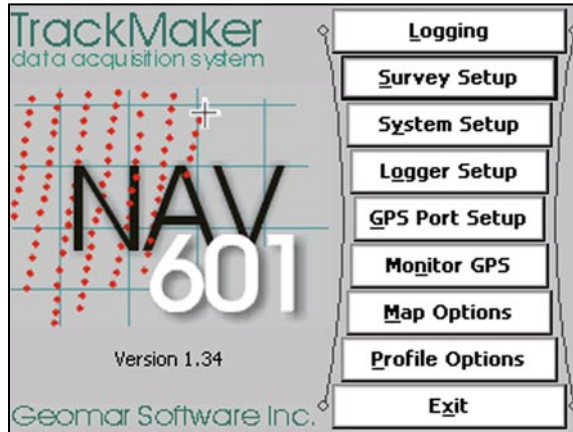 TrackMaker
data acquisition system
NAV
601
Version 1.34
Geomar Software Inc.
Logging
Survey Setup
System Setup
Logger Setup
GPS Port Setup
Monitor GPS
Map Options
Profile Options
Exit